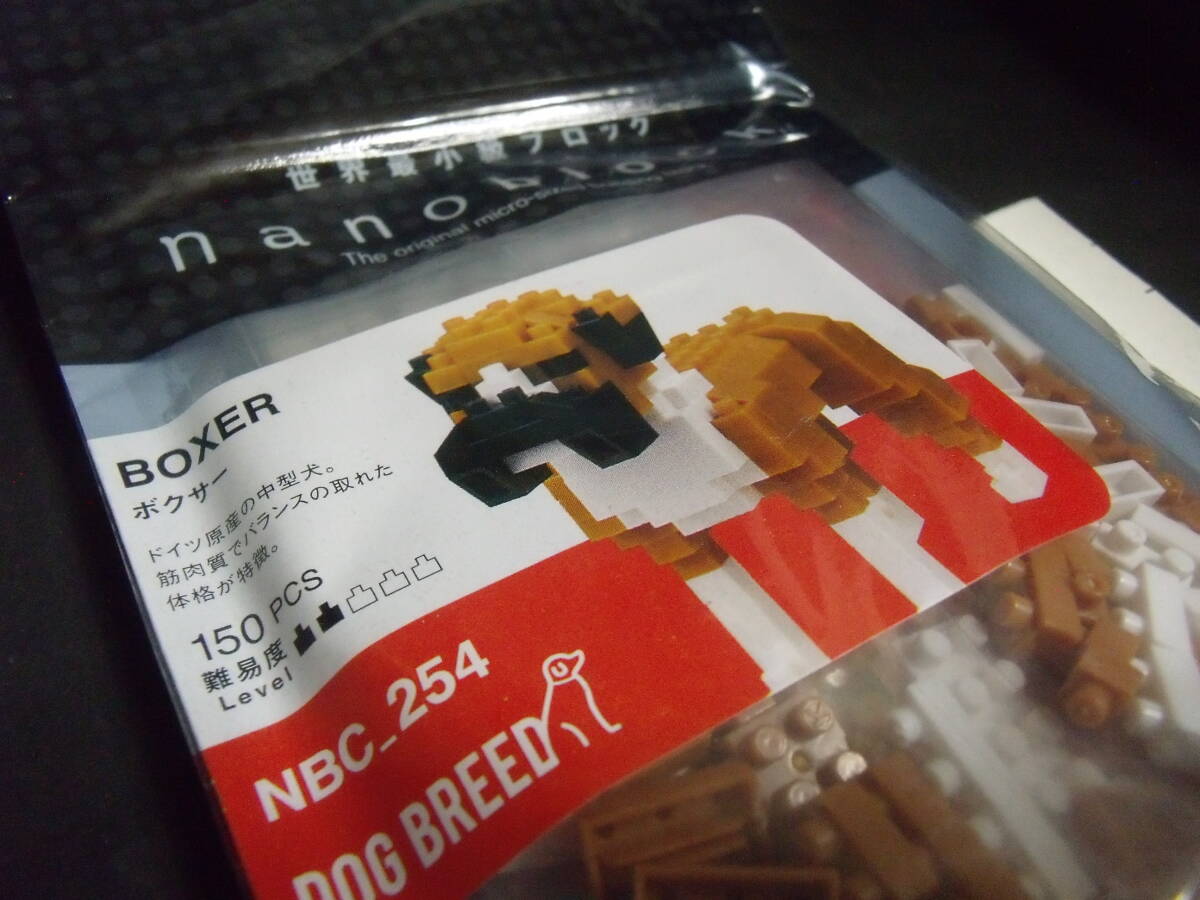 世界最小級ブロック
nanoblock
The original micro-sized building block
BOXER
ボクサー
ドイツ原産の中型犬。
筋肉質でバランスの取れた
体格が特徴。
150 PCS
難易度
Level
NBC_254
DOG BREED